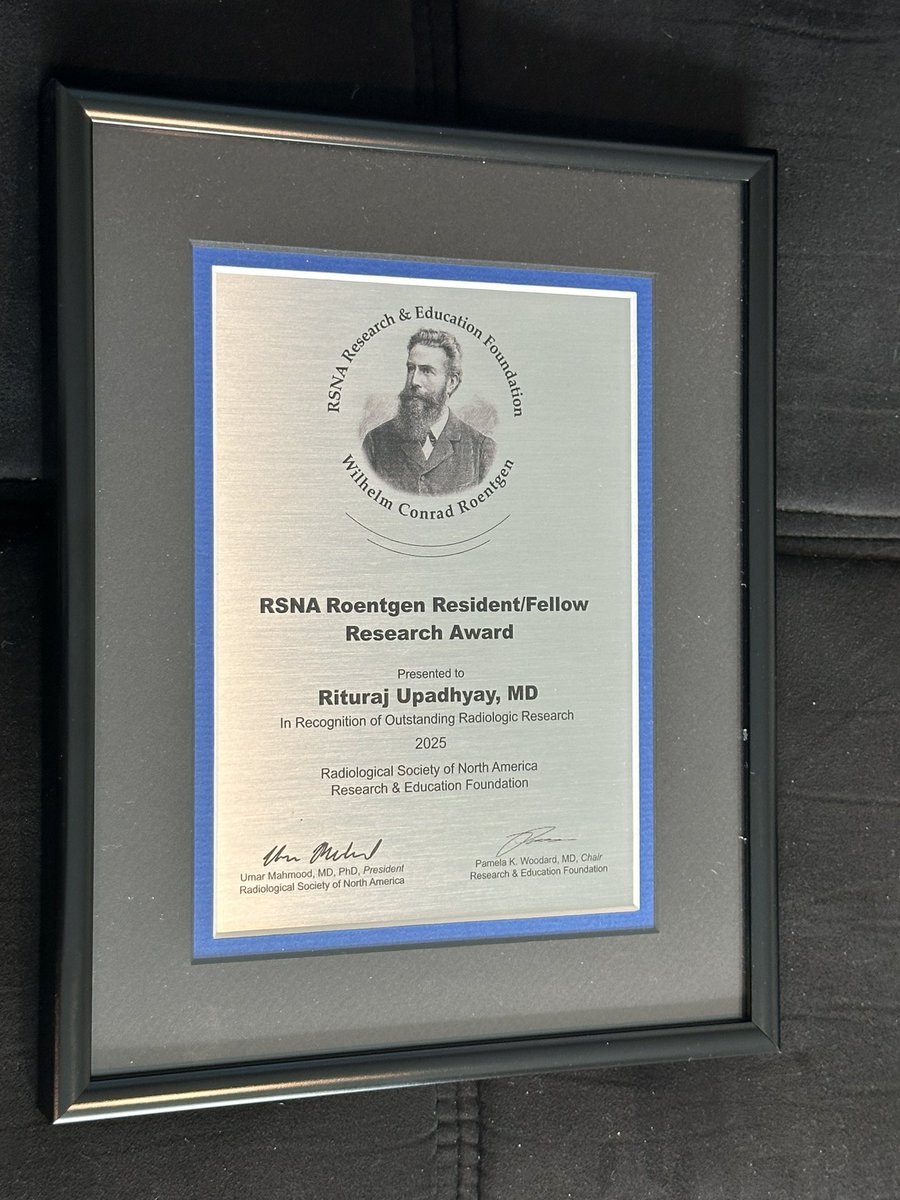 RSNA Research & Education Foundation
Wilhelm Conrad Roentgen
RSNA Roentgen Resident/Fellow
Research Award
Presented to
Rituraj Upadhyay, MD
In Recognition of Outstanding Radiologic Research
2025
Radiological Society of North America
Research & Education Foundation
Umar Mahmood, MD, PhD, President
Radiological Society of North America
Pamela K. Woodard, MD, Chair
Research & Education Foundation